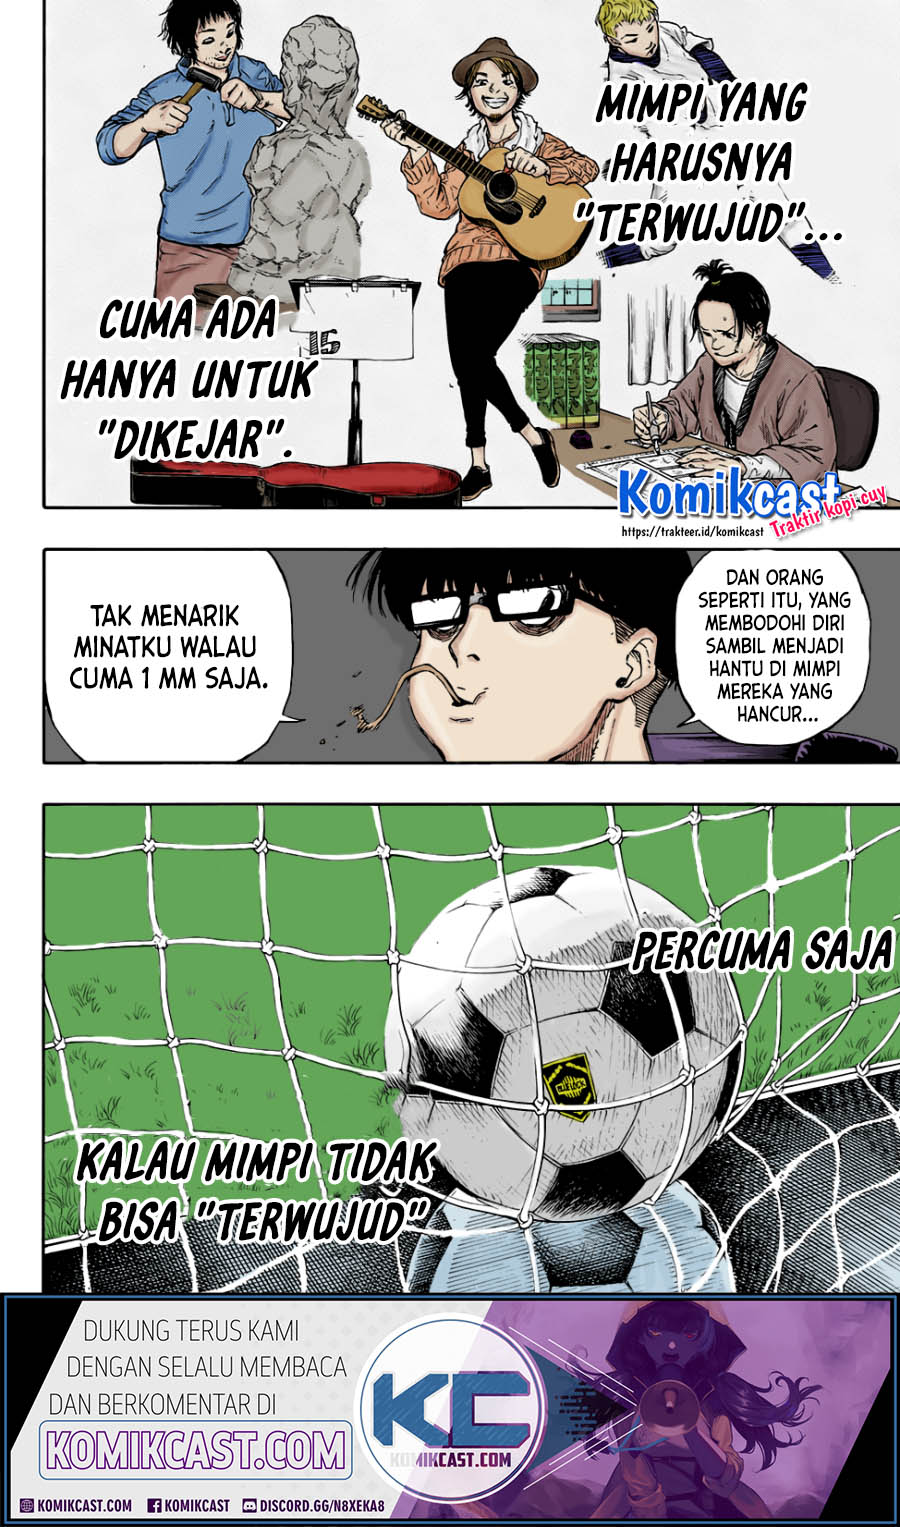 MIMPI YANG
HARUSNYA
"TERWUJUD"...
CUMA ADA
HANYA UNTUK
"DIKEJAR".
15
Komikcast
Traktir kopi cuy
https://trakteer.id/komikcast
DAN ORANG
SEPERTI ITU, YANG
MEMBODOHI DIRI
SAMBIL MENJADI
HANTU DI MIMPI
MEREKA YANG
HANCUR...
TAK MENARIK
MINATKU WALAU
CUMA 1 MM SAJA.
PERCUMA SAJA
KALAU MIMPI TIDAK
BISA "TERWUJUD"
DUKUNG TERUS KAMI
DENGAN SELALU MEMBACA
DAN BERKOMENTAR DI
KOMIKCAST.COM
KC
KOMIKCAST.COM
KOMIKCAST.COM KOMIKCAST DISCORD.GG/N8XEKA8